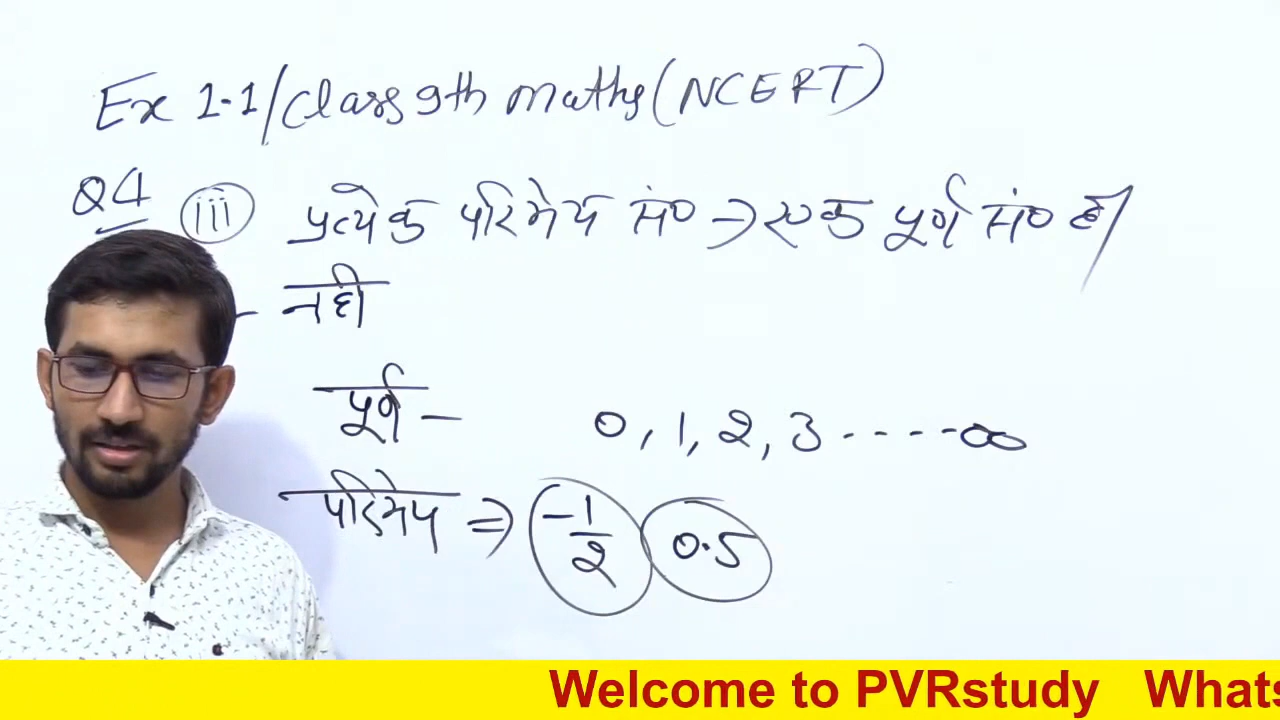 Ex 1.1/Class 9th maths (NCERT)
Q4 (iii) प्रत्येक परिमेय सं० → एक पूर्ण सं० है।
- नही
पूर्ण - 0, 1, 2, 3 ----- ∞
परिमेय ⇒ -1/2 0.5
Welcome to PVRstudy Whats